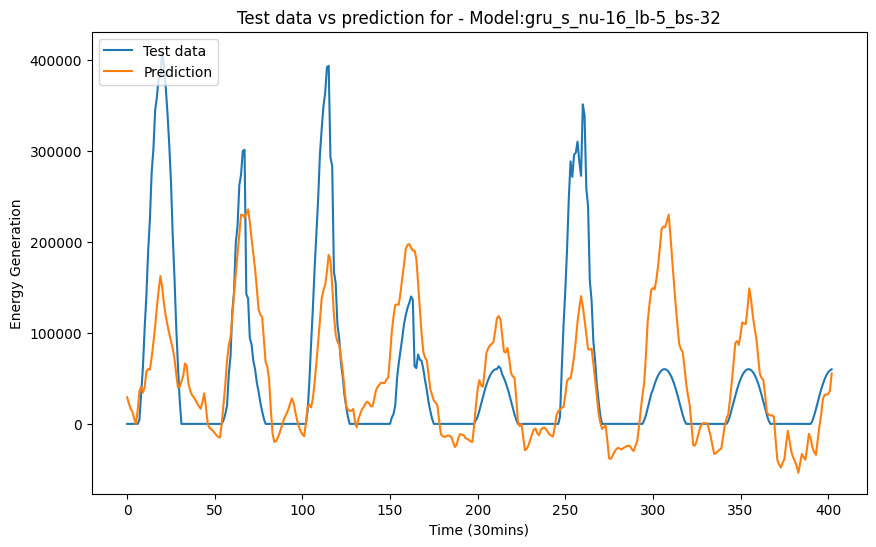 Test data vs prediction for - Model:gru_s_nu-16_lb-5_bs-32
Test data
Prediction
400000
300000
200000
100000
0
Energy Generation
0 50 100 150 200 250 300 350 400
Time (30mins)